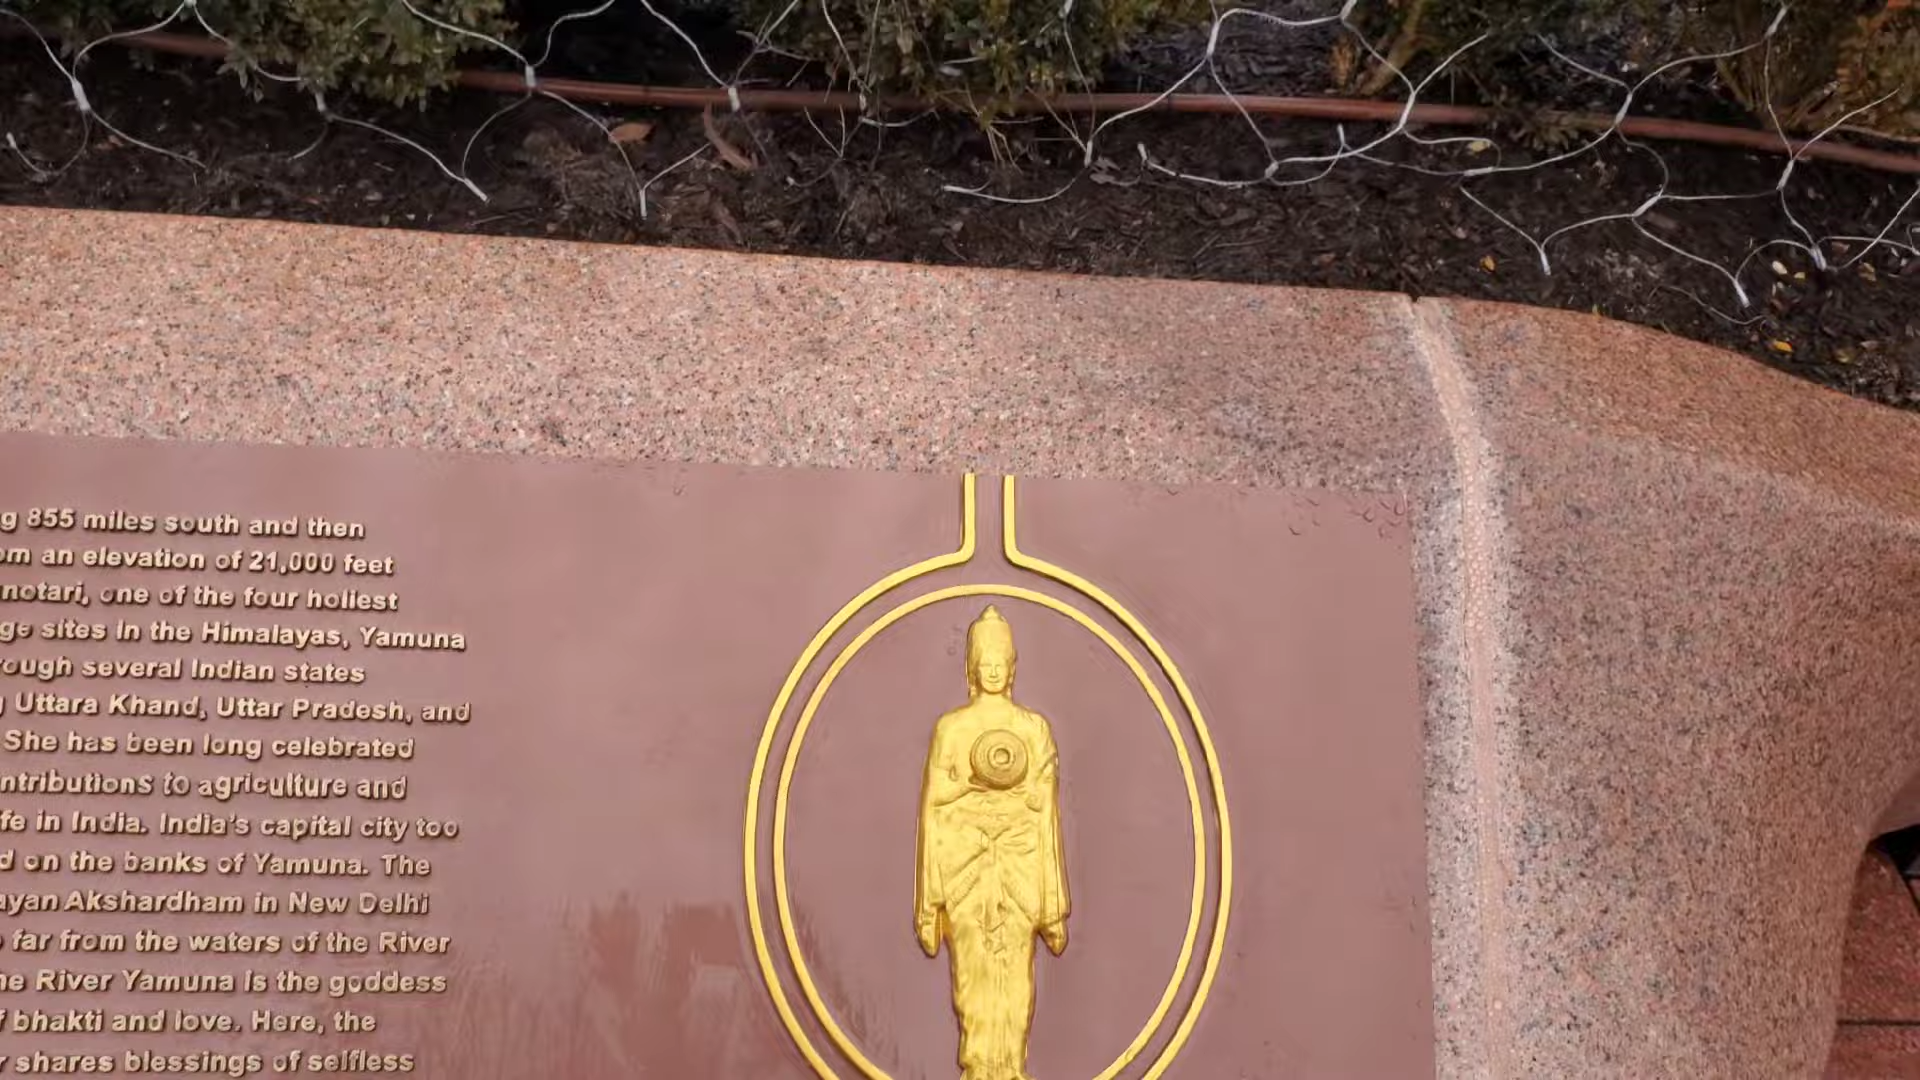 855 miles south and then
an elevation of 21,000 feet
one of the four holiest
sites in the Himalayas, Yamuna
several Indian states
Uttara Khand, Uttar Pradesh, and
She has been long celebrated
to agriculture and
in India. India's capital city too
on the banks of Yamuna. The
Akshardham in New Delhi
far from the waters of the River
River Yamuna is the goddess
bhakti and love. Here, the
shares blessings of selfless